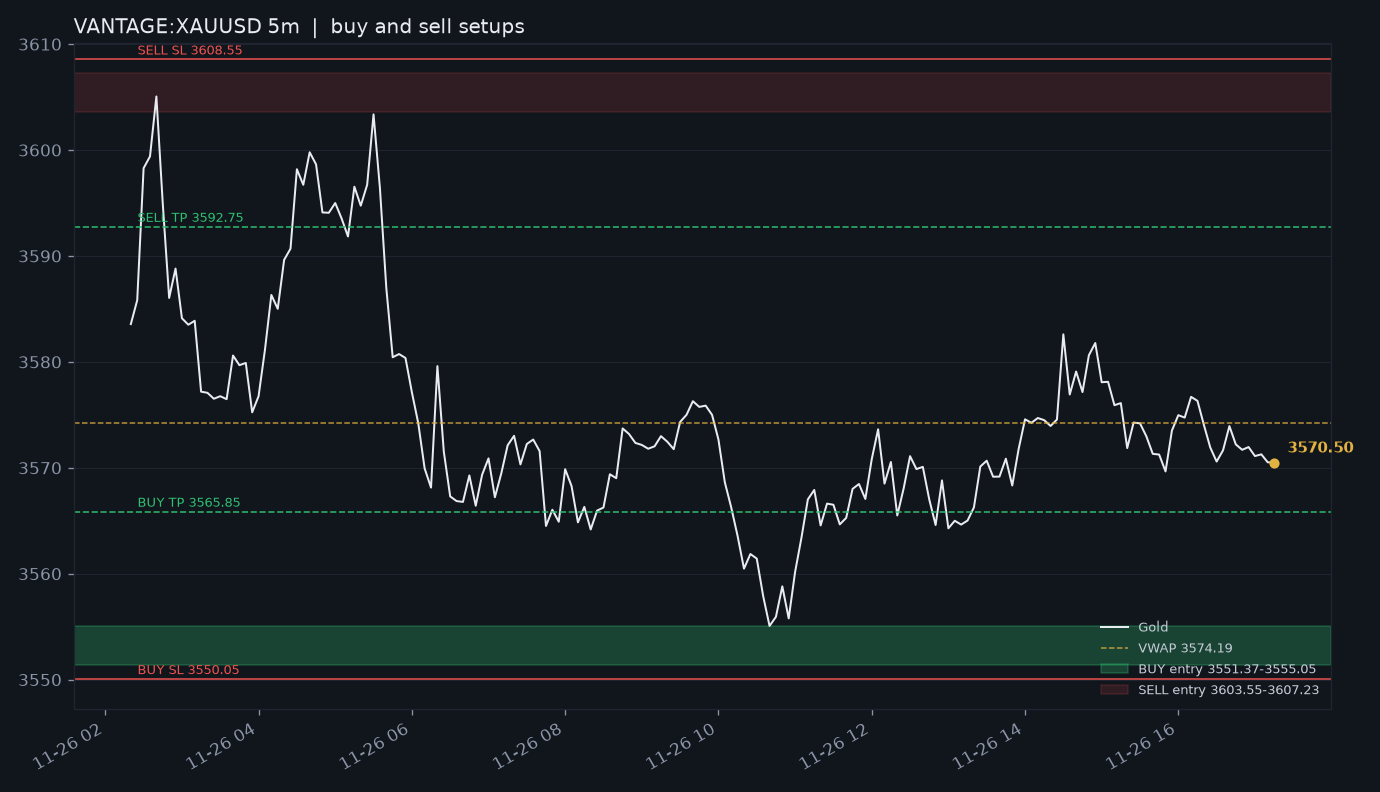 VANTAGE:XAUUSD 5m | buy and sell setups
3610
SELL SL 3608.55
3600
SELL TP 3592.75
3590
3580
3570
3570.50
BUY TP 3565.85
3560
BUY SL 3550.05
3550
Gold
VWAP 3574.19
BUY entry 3551.37-3555.05
SELL entry 3603.55-3607.23
11-26 02
11-26 04
11-26 06
11-26 08
11-26 10
11-26 12
11-26 14
11-26 16